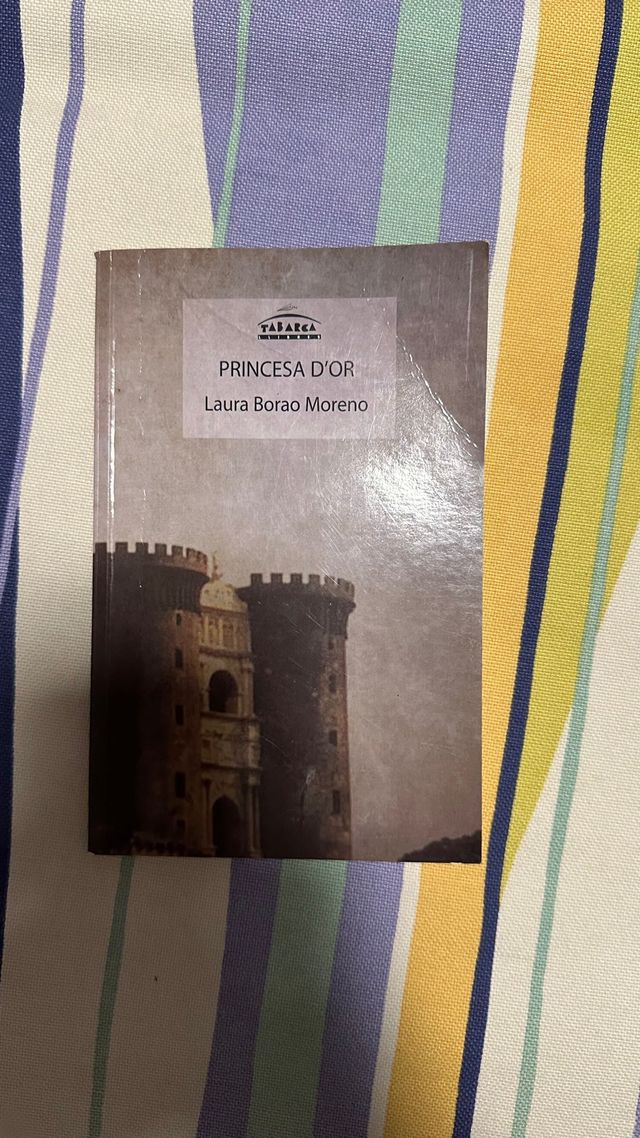 TABARCA
LLIBRES
PRINCESA D'OR
Laura Borao Moreno